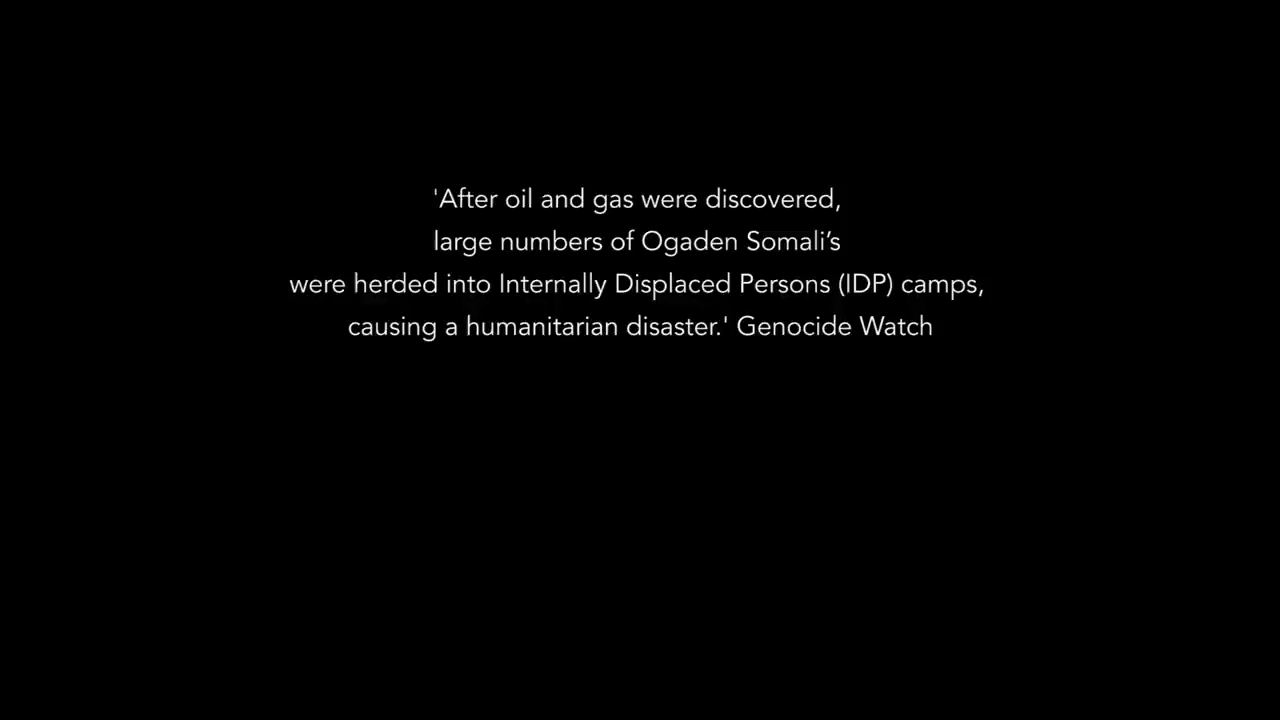 'After oil and gas were discovered,
large numbers of Ogaden Somali’s
were herded into Internally Displaced Persons (IDP) camps,
causing a humanitarian disaster.' Genocide Watch